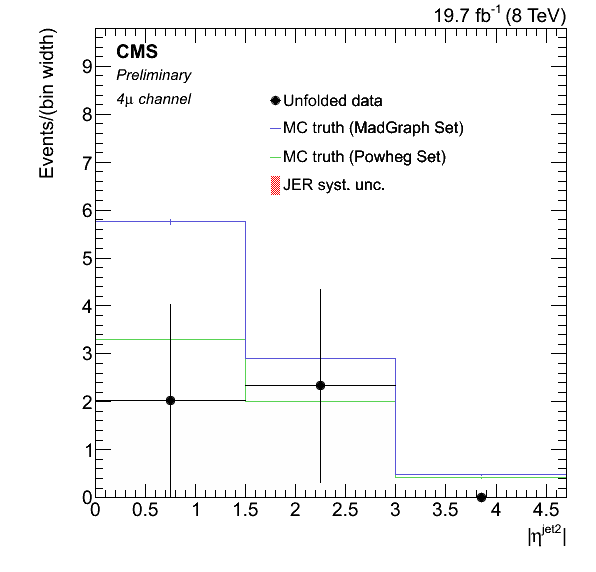 19.7 fb⁻¹ (8 TeV)
CMS
Preliminary
4μ channel
Unfolded data
MC truth (MadGraph Set)
MC truth (Powheg Set)
JER syst. unc.
Events/(bin width)
9
8
7
6
5
4
3
2
1
0
0 0.5 1 1.5 2 2.5 3 3.5 4 4.5
|η^jet2|